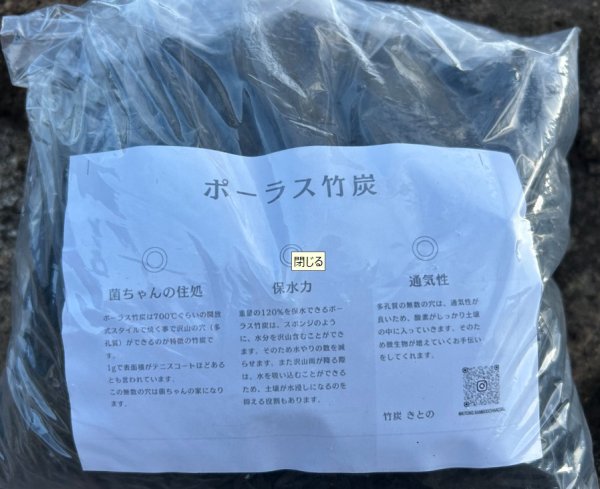 ポーラス竹炭
菌ちゃんの住処
ポーラス竹炭は700℃ぐらいの開放
式スタイルで焼く事で沢山の穴(多
孔質)ができるのが特徴の竹炭で
す。
1gで表面積がテニスコートほどある
とも言われています。
この無数の穴は菌ちゃんの家になり
ます。
閉じる
保水力
重量の120%を保水できるポー
ラス竹炭は、スポンジのよう
に、水分を沢山含むことができ
ます。そのため水やりの数を減
らせます。また沢山雨が降る際
は、水を吸い込むことができる
ため、土壌が水浸しになるのを
抑える役割もあります。
通気性
多孔質の無数の穴は、通気性が
良いため、酸素がしっかり土壌
の中に入っていきます。そのた
め微生物が増えていくお手伝い
をしてくれます。
竹炭 きとの